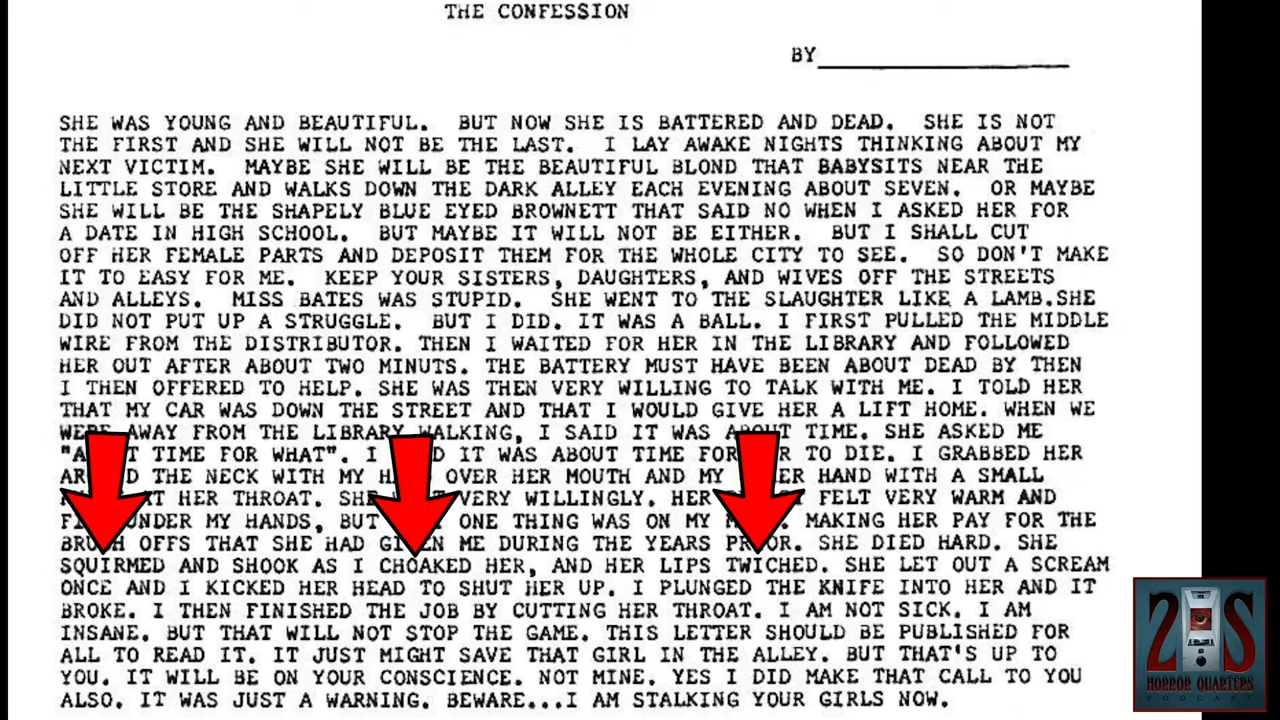 THE CONFESSION
BY
SHE WAS YOUNG AND BEAUTIFUL. BUT NOW SHE IS BATTERED AND DEAD. SHE IS NOT
THE FIRST AND SHE WILL NOT BE THE LAST. I LAY AWAKE NIGHTS THINKING ABOUT MY
NEXT VICTIM. MAYBE SHE WILL BE THE BEAUTIFUL BLOND THAT BABYSITS NEAR THE
LITTLE STORE AND WALKS DOWN THE DARK ALLEY EACH EVENING ABOUT SEVEN. OR MAYBE
SHE WILL BE THE SHAPELY BLUE EYED BROWNETT THAT SAID NO WHEN I ASKED HER FOR
A DATE IN HIGH SCHOOL. BUT MAYBE IT WILL NOT BE EITHER. BUT I SHALL CUT
OFF HER FEMALE PARTS AND DEPOSIT THEM FOR THE WHOLE CITY TO SEE. SO DON'T MAKE
IT TO EASY FOR ME. KEEP YOUR SISTERS, DAUGHTERS, AND WIVES OFF THE STREETS
AND ALLEYS. MISS BATES WAS STUPID. SHE WENT TO THE SLAUGHTER LIKE A LAMB.SHE
DID NOT PUT UP A STRUGGLE. BUT I DID. IT WAS A BALL. I FIRST PULLED THE MIDDLE
WIRE FROM THE DISTRIBUTOR. THEN I WAITED FOR HER IN THE LIBRARY AND FOLLOWED
HER OUT AFTER ABOUT TWO MINUTS. THE BATTERY MUST HAVE BEEN ABOUT DEAD BY THEN
I THEN OFFERED TO HELP. SHE WAS THEN VERY WILLING TO TALK WITH ME. I TOLD HER
THAT MY CAR WAS DOWN THE STREET AND THAT I WOULD GIVE HER A LIFT HOME. WHEN WE
WERE AWAY FROM THE LIBRARY WALKING, I SAID IT WAS ABOUT TIME. SHE ASKED ME
TIME FOR WHAT". I IT WAS ABOUT TIME FOR TO DIE. I GRABBED HER
THE NECK WITH MY OVER HER MOUTH AND MY HAND WITH A SMALL
HER THROAT. SHE VERY WILLINGLY. HER FELT VERY WARM AND
UNDER MY HANDS, BUT ONE THING WAS ON MY MAKING HER PAY FOR THE
BRUSH OFFS THAT SHE HAD GIVEN ME DURING THE YEARS PRIOR. SHE DIED HARD. SHE
SQUIRMED AND SHOOK AS I CHOAKED HER, AND HER LIPS TWICHED. SHE LET OUT A SCREAM
ONCE AND I KICKED HER HEAD TO SHUT HER UP. I PLUNGED THE KNIFE INTO HER AND IT
BROKE. I THEN FINISHED THE JOB BY CUTTING HER THROAT. I AM NOT SICK. I AM
INSANE. BUT THAT WILL NOT STOP THE GAME. THIS LETTER SHOULD BE PUBLISHED FOR
ALL TO READ IT. IT JUST MIGHT SAVE THAT GIRL IN THE ALLEY. BUT THAT'S UP TO
YOU. IT WILL BE ON YOUR CONSCIENCE. NOT MINE. YES I DID MAKE THAT CALL TO YOU
ALSO. IT WAS JUST A WARNING. BEWARE...I AM STALKING YOUR GIRLS NOW.
HORROR QUARTERS
PODCAST